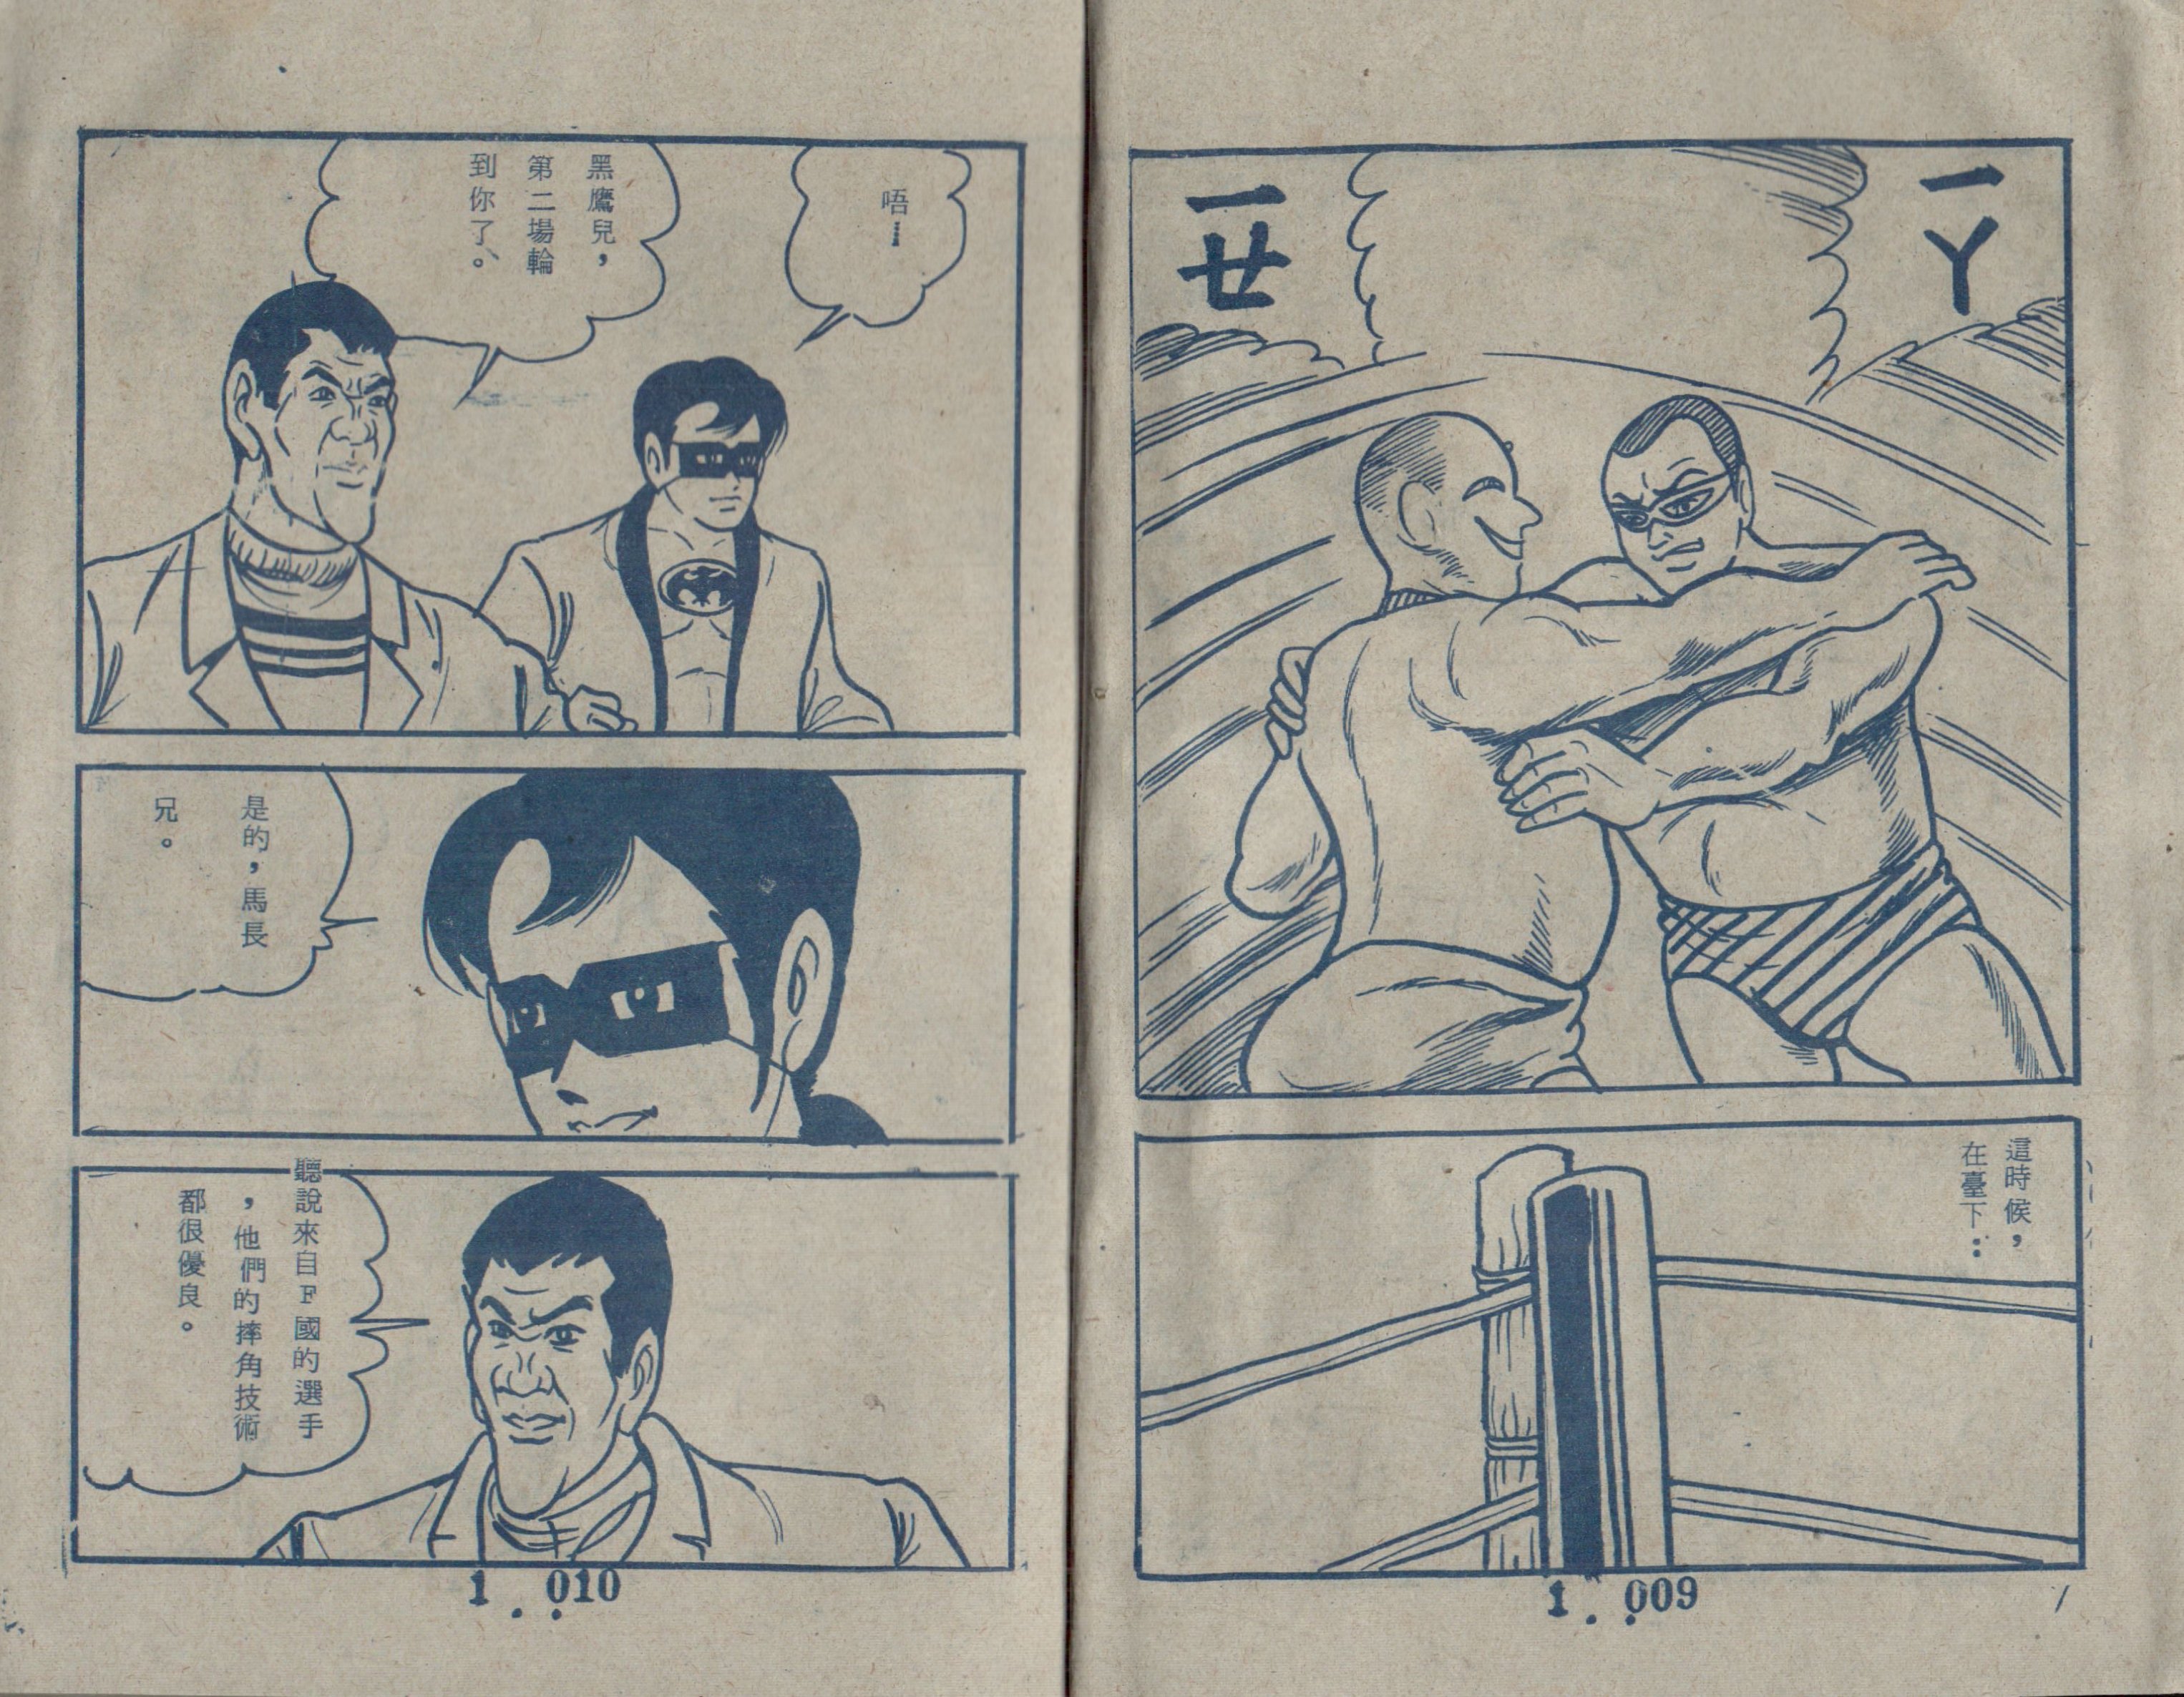 ㄧㄚ
ㄧㄝ
這時候，
在臺下：
1..009
唔……
黑鷹兒，
第二場輪
到你了。
是的，馬長
兄。
聽說來自F國的選手
，他們的摔角技術
都很優良。
1..010